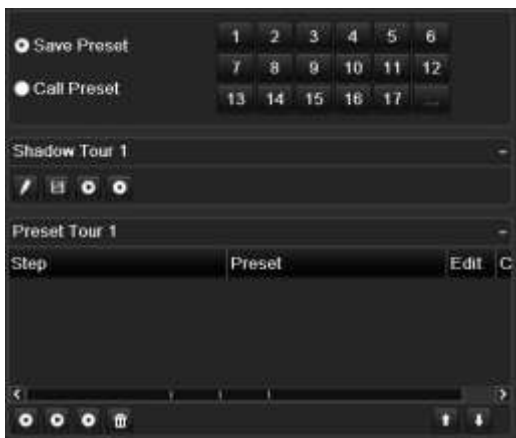 Save Preset
Call Preset
1 2 3 4 5 6
7 8 9 10 11 12
13 14 15 16 17 ...
Shadow Tour 1
Preset Tour 1
Step Preset Edit C